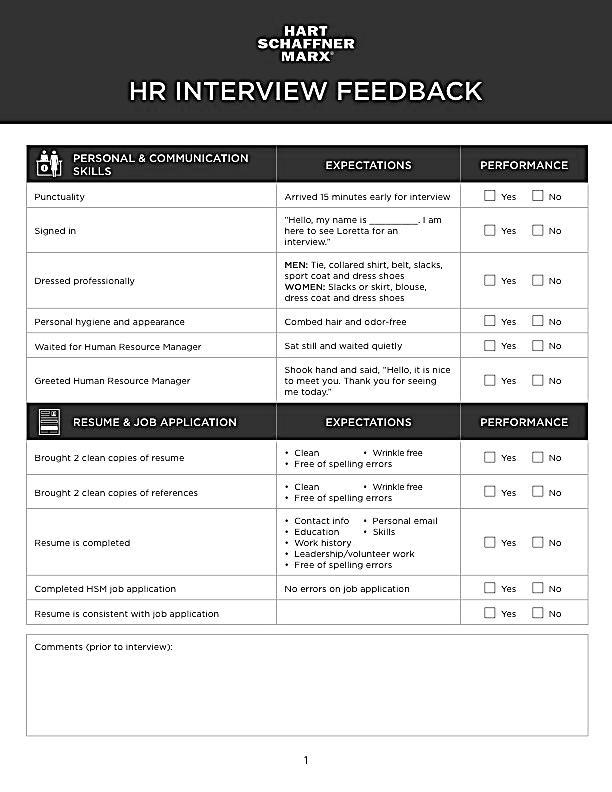 HART
SCHAFFNER
MARX®
HR INTERVIEW FEEDBACK
PERSONAL & COMMUNICATION
SKILLS
EXPECTATIONS
PERFORMANCE
Punctuality
Arrived 15 minutes early for interview
Yes No
Signed in
"Hello, my name is _________. I am
here to see Loretta for an
interview."
Yes No
Dressed professionally
MEN: Tie, collared shirt, belt, slacks,
sport coat and dress shoes
WOMEN: Slacks or skirt, blouse,
dress coat and dress shoes
Yes No
Personal hygiene and appearance
Combed hair and odor-free
Yes No
Waited for Human Resource Manager
Sat still and waited quietly
Yes No
Greeted Human Resource Manager
Shook hand and said, "Hello, it is nice
to meet you. Thank you for seeing
me today."
Yes No
RESUME & JOB APPLICATION
EXPECTATIONS
PERFORMANCE
Brought 2 clean copies of resume
• Clean • Wrinkle free
• Free of spelling errors
Yes No
Brought 2 clean copies of references
• Clean • Wrinkle free
• Free of spelling errors
Yes No
Resume is completed
• Contact info • Personal email
• Education • Skills
• Work history
• Leadership/volunteer work
• Free of spelling errors
Yes No
Completed HSM job application
No errors on job application
Yes No
Resume is consistent with job application
Yes No
Comments (prior to interview):
1